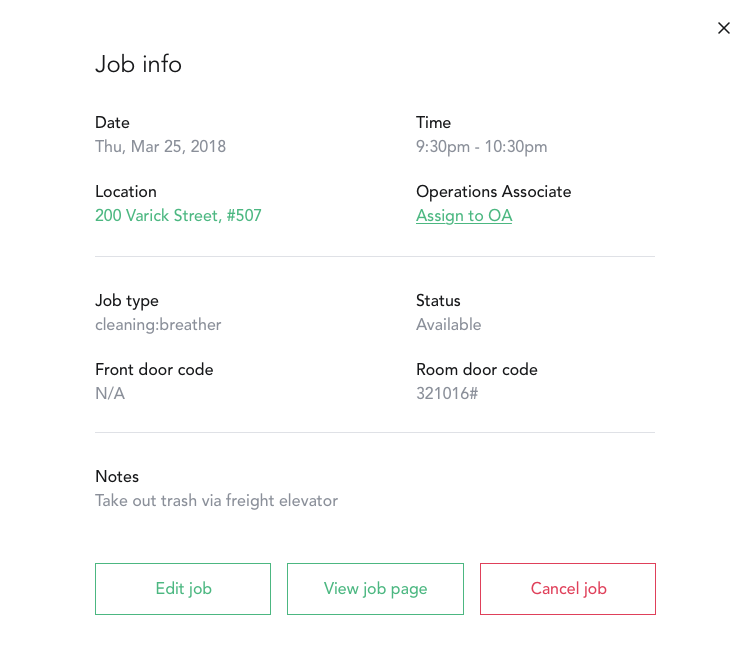 Job info
Date
Thu, Mar 25, 2018
Time
9:30pm - 10:30pm
Location
200 Varick Street, #507
Operations Associate
Assign to OA
Job type
cleaning:breather
Status
Available
Front door code
N/A
Room door code
321016#
Notes
Take out trash via freight elevator
Edit job
View job page
Cancel job